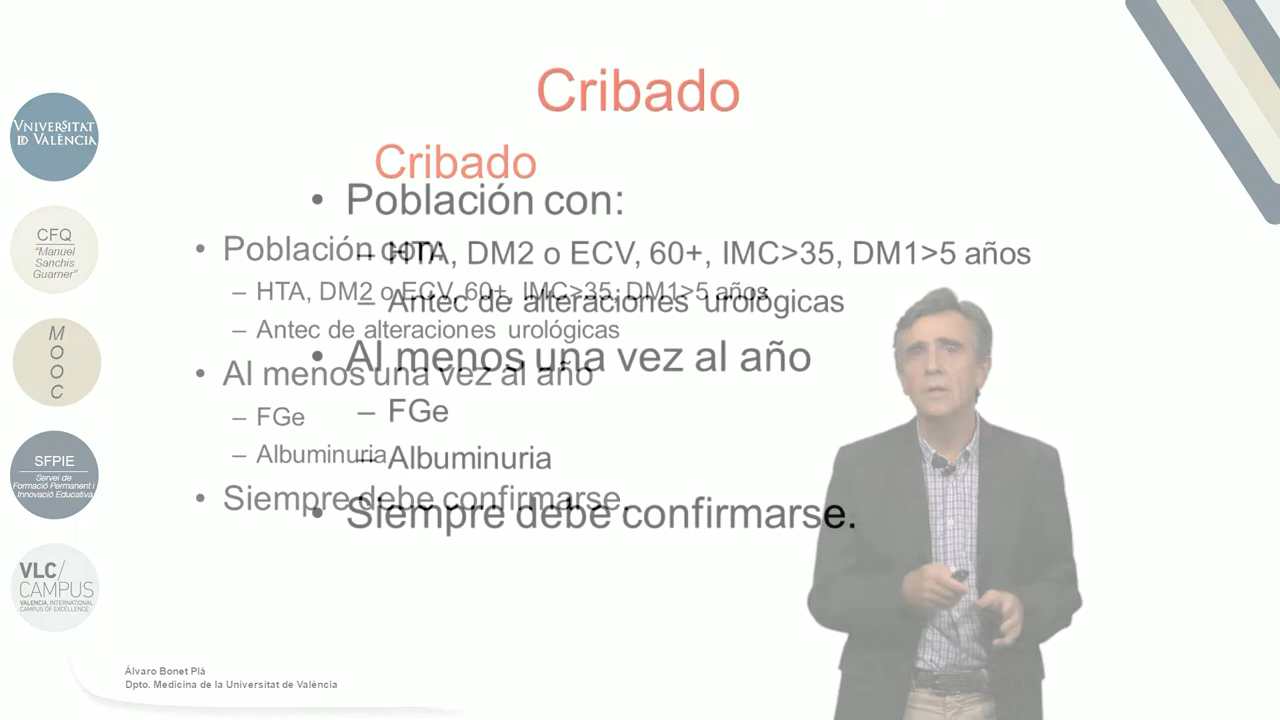 Cribado
Cribado
• Población con:
• Población con:
– HTA, DM2 o ECV, 60+, IMC>35, DM1>5 años
– HTA, DM2 o ECV, 60+, IMC>35, DM1>5 años
– Antec de alteraciones urológicas
– Antec de alteraciones urológicas
• Al menos una vez al año
• Al menos una vez al año
– FGe
– FGe
– Albuminuria
– Albuminuria
• Siempre debe confirmarse.
• Siempre debe confirmarse.
VNIVERSITAT
ID VALÈNCIA
CFQ
"Manuel
Sanchis
Guarner"
M
O
O
C
SFPIE
Servei de
Formació Permanent i
Innovació Educativa
VLC/
CAMPUS
VALENCIA, INTERNATIONAL
CAMPUS OF EXCELLENCE
Álvaro Bonet Plá
Dpto. Medicina de la Universitat de València